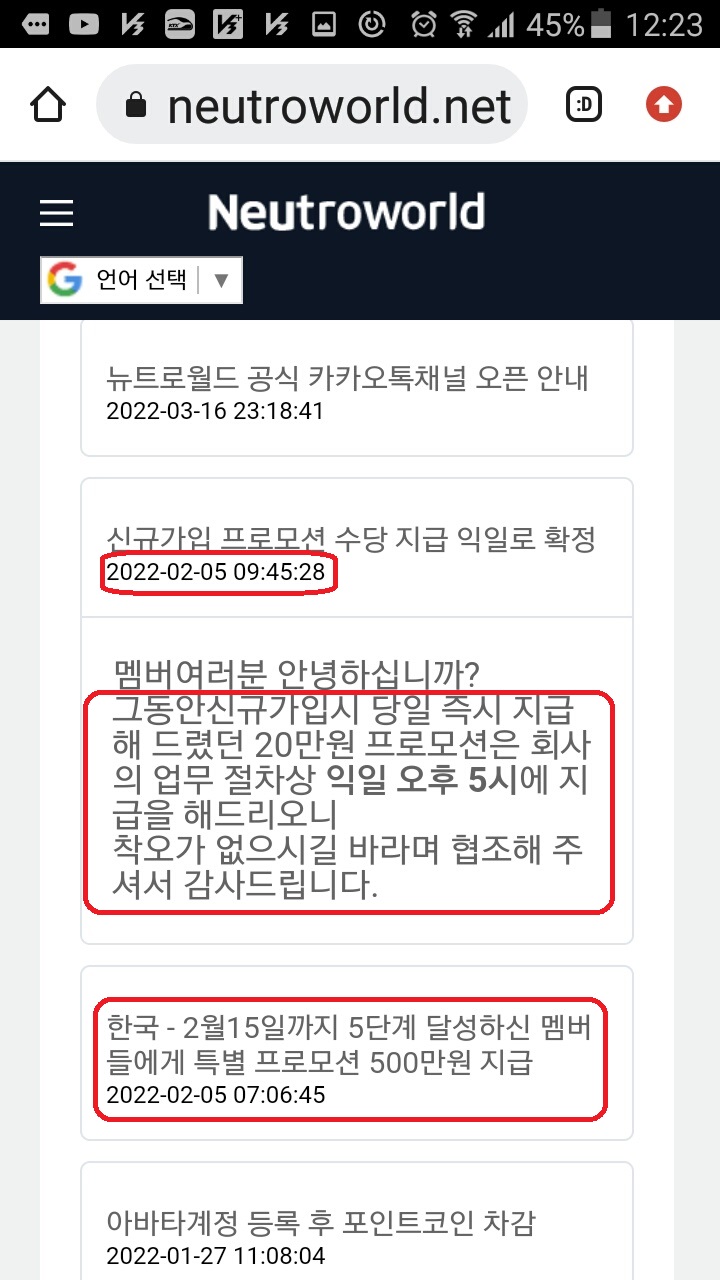 45% 12:23
neutroworld.net :D
Neutroworld
G 언어 선택 ▼
뉴트로월드 공식 카카오톡채널 오픈 안내
2022-03-16 23:18:41
신규가입 프로모션 수당 지급 익일로 확정
2022-02-05 09:45:28
멤버여러분 안녕하십니까?
그동안신규가입시 당일 즉시 지급
해 드렸던 20만원 프로모션은 회사
의 업무 절차상 익일 오후 5시에 지
급을 해드리오니
착오가 없으시길 바라며 협조해 주
셔서 감사드립니다.
한국 - 2월15일까지 5단계 달성하신 멤버
들에게 특별 프로모션 500만원 지급
2022-02-05 07:06:45
아바타계정 등록 후 포인트코인 차감
2022-01-27 11:08:04